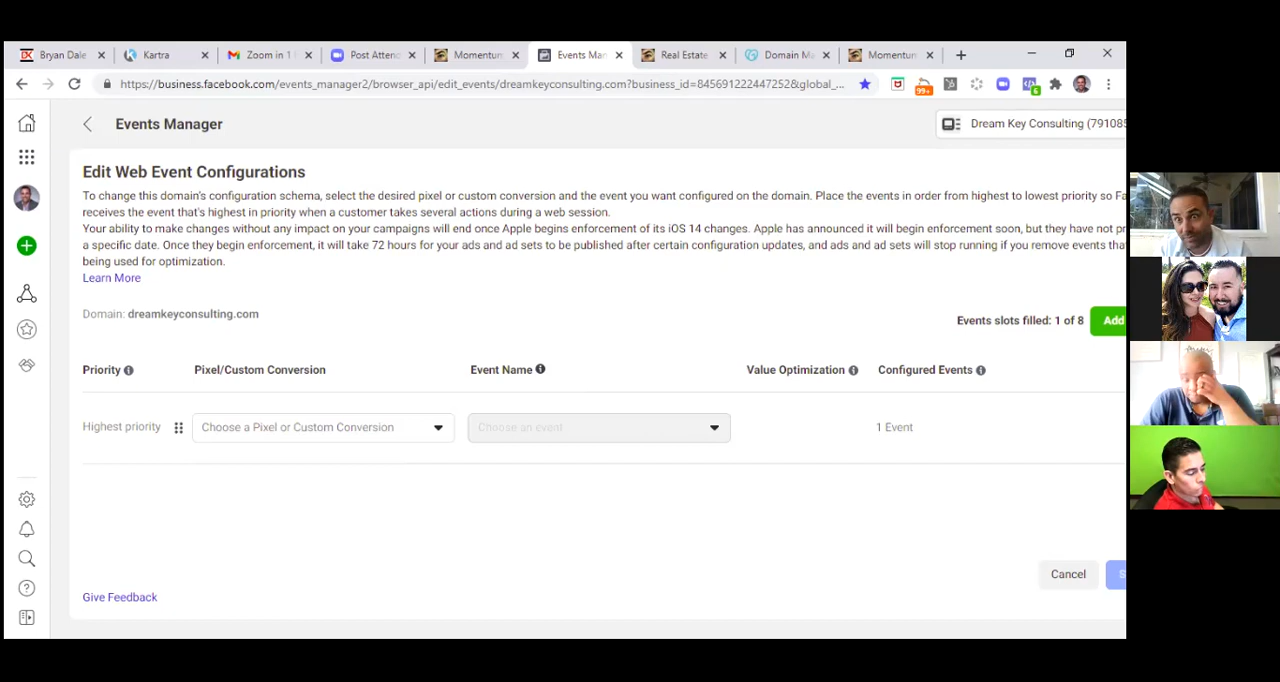 Bryan Dale
Kartra
Zoom in 1
Post Attend
Momentum
Events Man
Real Estate
Domain Ma
Momentum
https://business.facebook.com/events_manager2/browser_api/edit_events/dreamkeyconsulting.com?business_id=845691222447252&global_...
99+
6
Events Manager
Dream Key Consulting (791085
Edit Web Event Configurations
To change this domain's configuration schema, select the desired pixel or custom conversion and the event you want configured on the domain. Place the events in order from highest to lowest priority so Fa
receives the event that's highest in priority when a customer takes several actions during a web session.
Your ability to make changes without any impact on your campaigns will end once Apple begins enforcement of its iOS 14 changes. Apple has announced it will begin enforcement soon, but they have not pr
a specific date. Once they begin enforcement, it will take 72 hours for your ads and ad sets to be published after certain configuration updates, and ads and ad sets will stop running if you remove events that
being used for optimization.
Learn More
Domain: dreamkeyconsulting.com
Events slots filled: 1 of 8
Add
Priority
Pixel/Custom Conversion
Event Name
Value Optimization
Configured Events
Highest priority
Choose a Pixel or Custom Conversion
Choose an event
1 Event
Cancel
S
Give Feedback